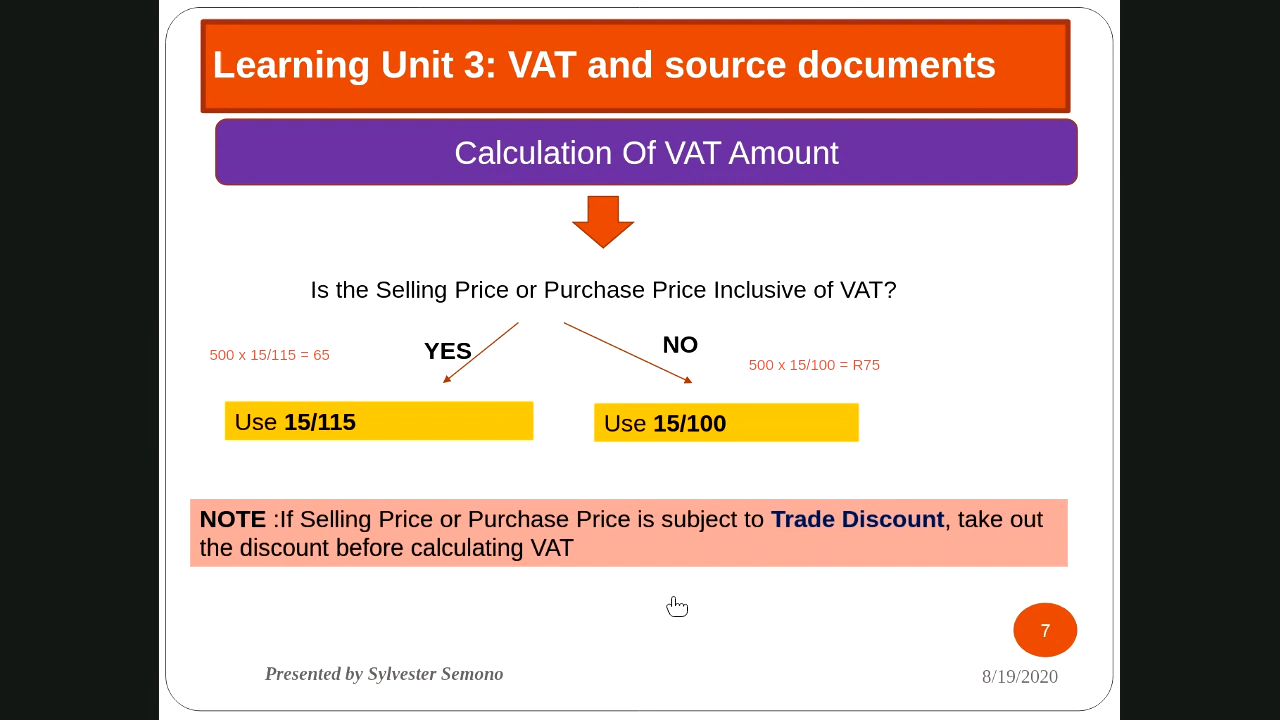 Learning Unit 3: VAT and source documents
Calculation Of VAT Amount
Is the Selling Price or Purchase Price Inclusive of VAT?
YES
NO
500 x 15/115 = 65
500 x 15/100 = R75
Use 15/115
Use 15/100
NOTE :If Selling Price or Purchase Price is subject to Trade Discount, take out
the discount before calculating VAT
7
Presented by Sylvester Semono
8/19/2020